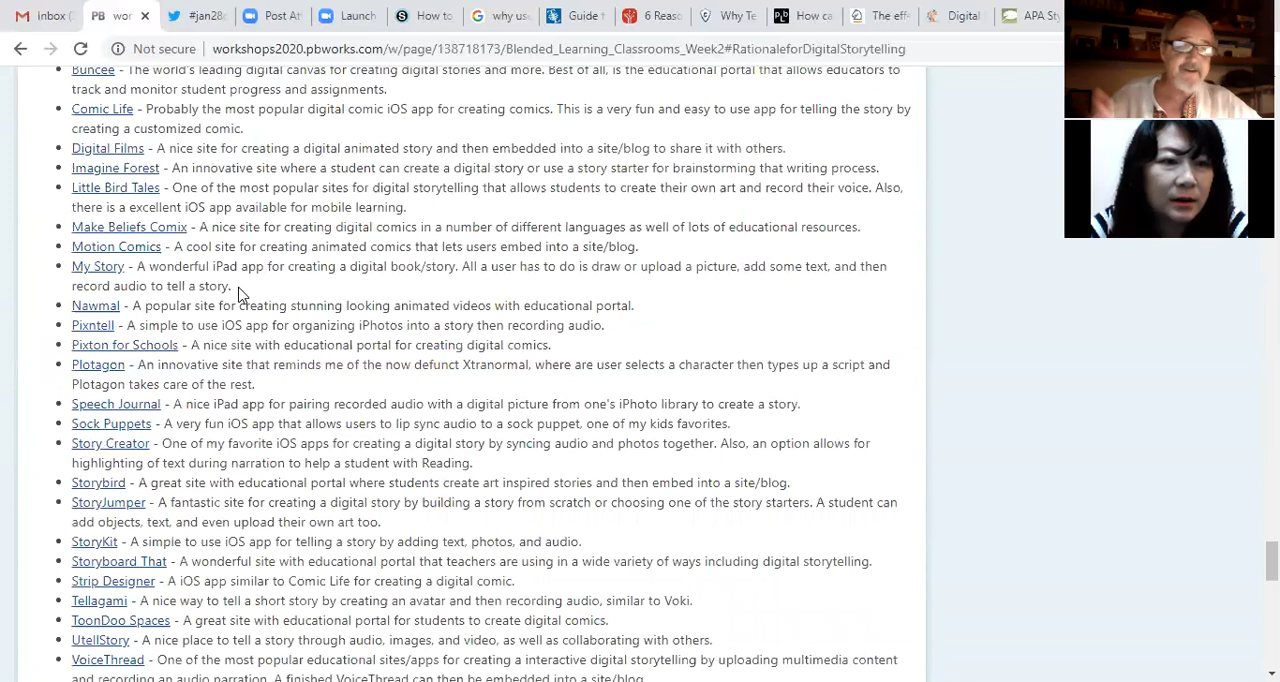 inbox (
PB wor
#jan28
Post At
Launch
How to
why us
Guide t
6 Reaso
Why Te
How ca
The eff
Digital
APA St
Not secure
workshops2020.pbworks.com/w/page/138718173/Blended_Learning_Classrooms_Week2#RationaleforDigitalStorytelling
Buncee - The world's leading digital canvas for creating digital stories and more. Best of all, is the educational portal that allows educators to
track and monitor student progress and assignments.
Comic Life - Probably the most popular digital comic iOS app for creating comics. This is a very fun and easy to use app for telling the story by
creating a customized comic.
Digital Films - A nice site for creating a digital animated story and then embedded into a site/blog to share it with others.
Imagine Forest - An innovative site where a student can create a digital story or use a story starter for brainstorming that writing process.
Little Bird Tales - One of the most popular sites for digital storytelling that allows students to create their own art and record their voice. Also,
there is a excellent iOS app available for mobile learning.
Make Beliefs Comix - A nice site for creating digital comics in a number of different languages as well of lots of educational resources.
Motion Comics - A cool site for creating animated comics that lets users embed into a site/blog.
My Story - A wonderful iPad app for creating a digital book/story. All a user has to do is draw or upload a picture, add some text, and then
record audio to tell a story.
Nawmal - A popular site for creating stunning looking animated videos with educational portal.
Pixntell - A simple to use iOS app for organizing iPhotos into a story then recording audio.
Pixton for Schools - A nice site with educational portal for creating digital comics.
Plotagon - An innovative site that reminds me of the now defunct Xtranormal, where are user selects a character then types up a script and
Plotagon takes care of the rest.
Speech Journal - A nice iPad app for pairing recorded audio with a digital picture from one's iPhoto library to create a story.
Sock Puppets - A very fun iOS app that allows users to lip sync audio to a sock puppet, one of my kids favorites.
Story Creator - One of my favorite iOS apps for creating a digital story by syncing audio and photos together. Also, an option allows for
highlighting of text during narration to help a student with Reading.
Storybird - A great site with educational portal where students create art inspired stories and then embed into a site/blog.
StoryJumper - A fantastic site for creating a digital story by building a story from scratch or choosing one of the story starters. A student can
add objects, text, and even upload their own art too.
StoryKit - A simple to use iOS app for telling a story by adding text, photos, and audio.
Storyboard That - A wonderful site with educational portal that teachers are using in a wide variety of ways including digital storytelling.
Strip Designer - A iOS app similar to Comic Life for creating a digital comic.
Tellagami - A nice way to tell a short story by creating an avatar and then recording audio, similar to Voki.
ToonDoo Spaces - A great site with educational portal for students to create digital comics.
UtellStory - A nice place to tell a story through audio, images, and video, as well as collaborating with others.
VoiceThread - One of the most popular educational sites/apps for creating a interactive digital storytelling by uploading multimedia content
and recording an audio narration. A finished VoiceThread can then be embedded into a site/blog.